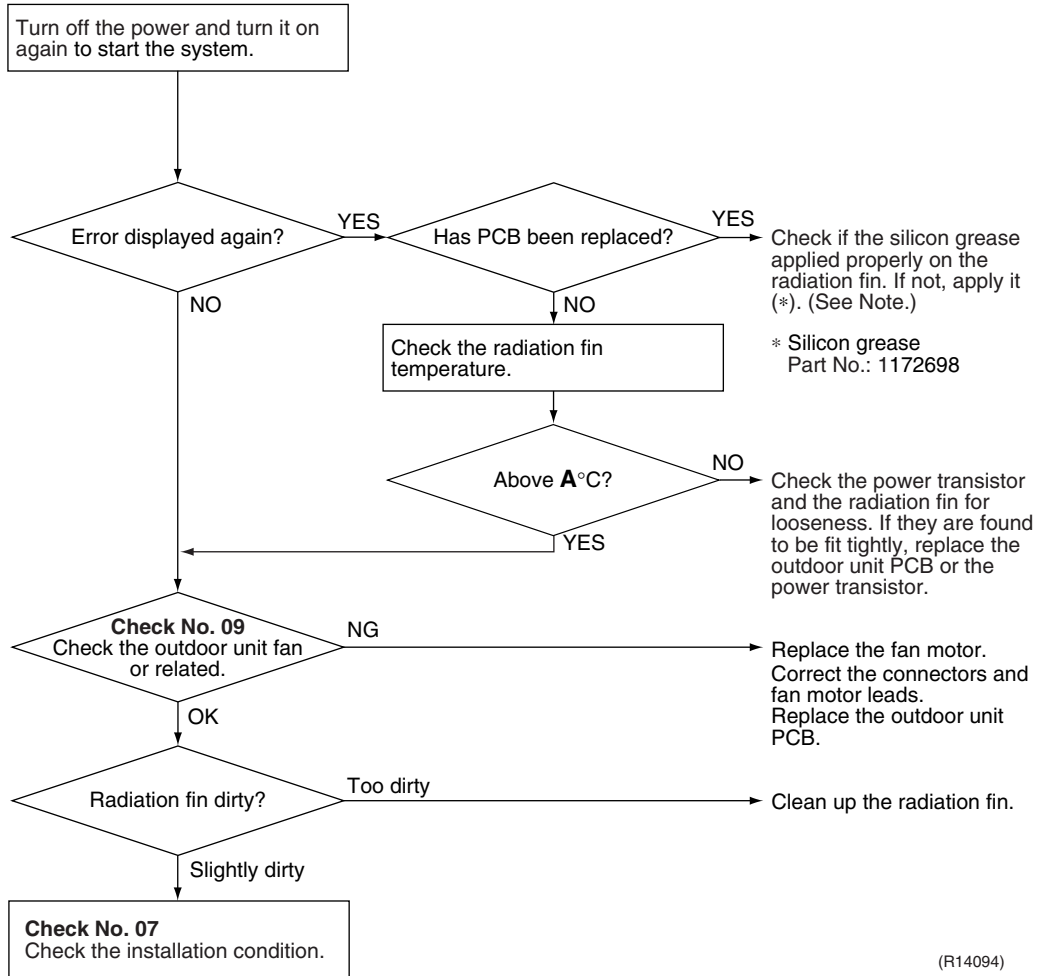 Turn off the power and turn it on
again to start the system.
Error displayed again?
YES
Has PCB been replaced?
YES
Check if the silicon grease
applied properly on the
radiation fin. If not, apply it
(∗). (See Note.)
∗ Silicon grease
Part No.: 1172698
NO
NO
Check the radiation fin
temperature.
Above A°C?
NO
Check the power transistor
and the radiation fin for
looseness. If they are found
to be fit tightly, replace the
outdoor unit PCB or the
power transistor.
YES
Check No. 09
Check the outdoor unit fan
or related.
NG
Replace the fan motor.
Correct the connectors and
fan motor leads.
Replace the outdoor unit
PCB.
OK
Radiation fin dirty?
Too dirty
Clean up the radiation fin.
Slightly dirty
Check No. 07
Check the installation condition.
(R14094)